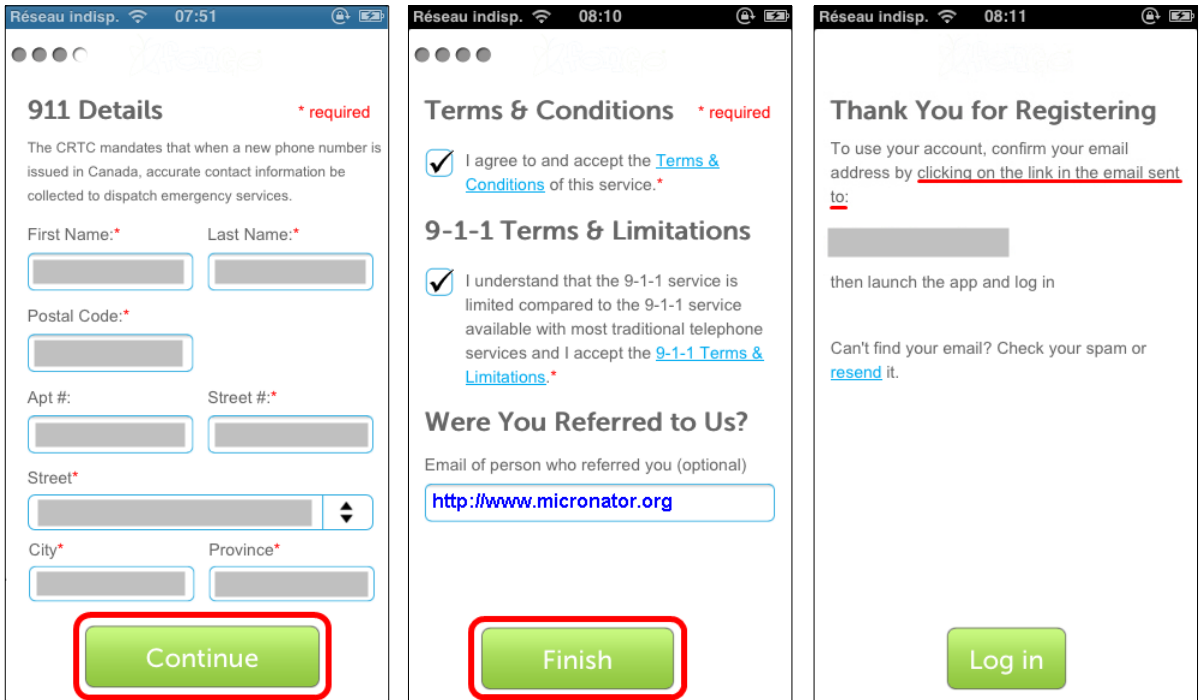 Réseau indisp. 07:51
911 Details * required
The CRTC mandates that when a new phone number is
issued in Canada, accurate contact information be
collected to dispatch emergency services.
First Name:* Last Name:*
Postal Code:*
Apt #: Street #:*
Street*
City* Province*
Continue
Réseau indisp. 08:10
Terms & Conditions * required
I agree to and accept the Terms &
Conditions of this service.*
9-1-1 Terms & Limitations
I understand that the 9-1-1 service is
limited compared to the 9-1-1 service
available with most traditional telephone
services and I accept the 9-1-1 Terms &
Limitations.*
Were You Referred to Us?
Email of person who referred you (optional)
http://www.micronator.org
Finish
Réseau indisp. 08:11
Thank You for Registering
To use your account, confirm your email
address by clicking on the link in the email sent
to:
then launch the app and log in
Can't find your email? Check your spam or
resend it.
Log in